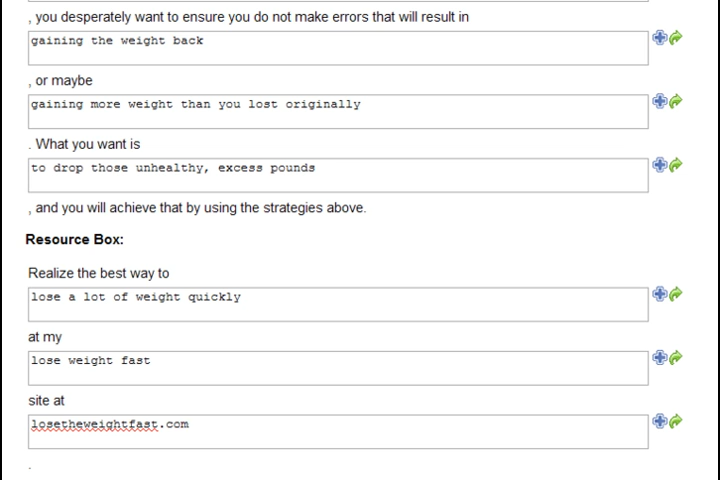 , you desperately want to ensure you do not make errors that will result in
gaining the weight back
, or maybe
gaining more weight than you lost originally
. What you want is
to drop those unhealthy, excess pounds
, and you will achieve that by using the strategies above.
Resource Box:
Realize the best way to
lose a lot of weight quickly
at my
lose weight fast
site at
losetheweightfast.com
.